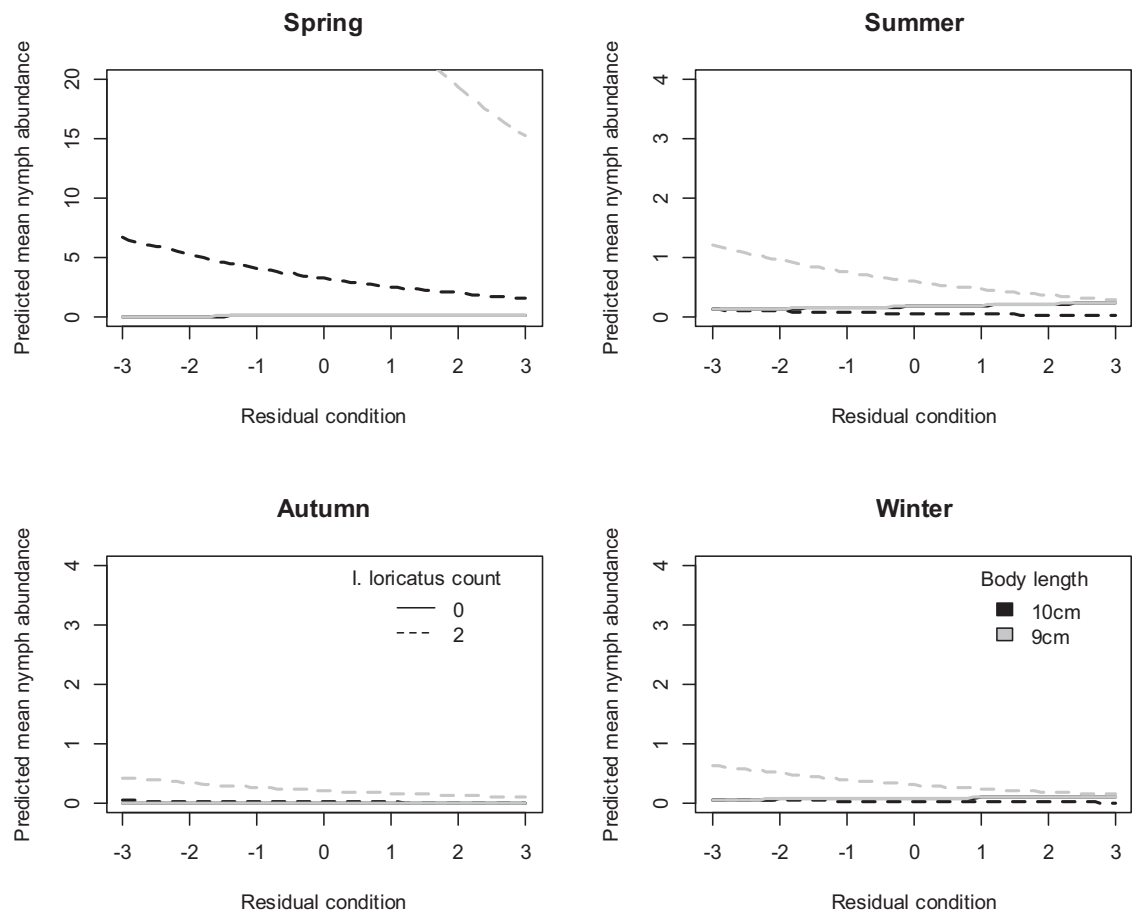 Spring
Predicted mean nymph abundance
20
15
10
5
0
-3 -2 -1 0 1 2 3
Residual condition
Summer
Predicted mean nymph abundance
4
3
2
1
0
-3 -2 -1 0 1 2 3
Residual condition
Autumn
Predicted mean nymph abundance
4
3
2
1
0
I. loricatus count
0
2
-3 -2 -1 0 1 2 3
Residual condition
Winter
Predicted mean nymph abundance
4
3
2
1
0
Body length
10cm
9cm
-3 -2 -1 0 1 2 3
Residual condition